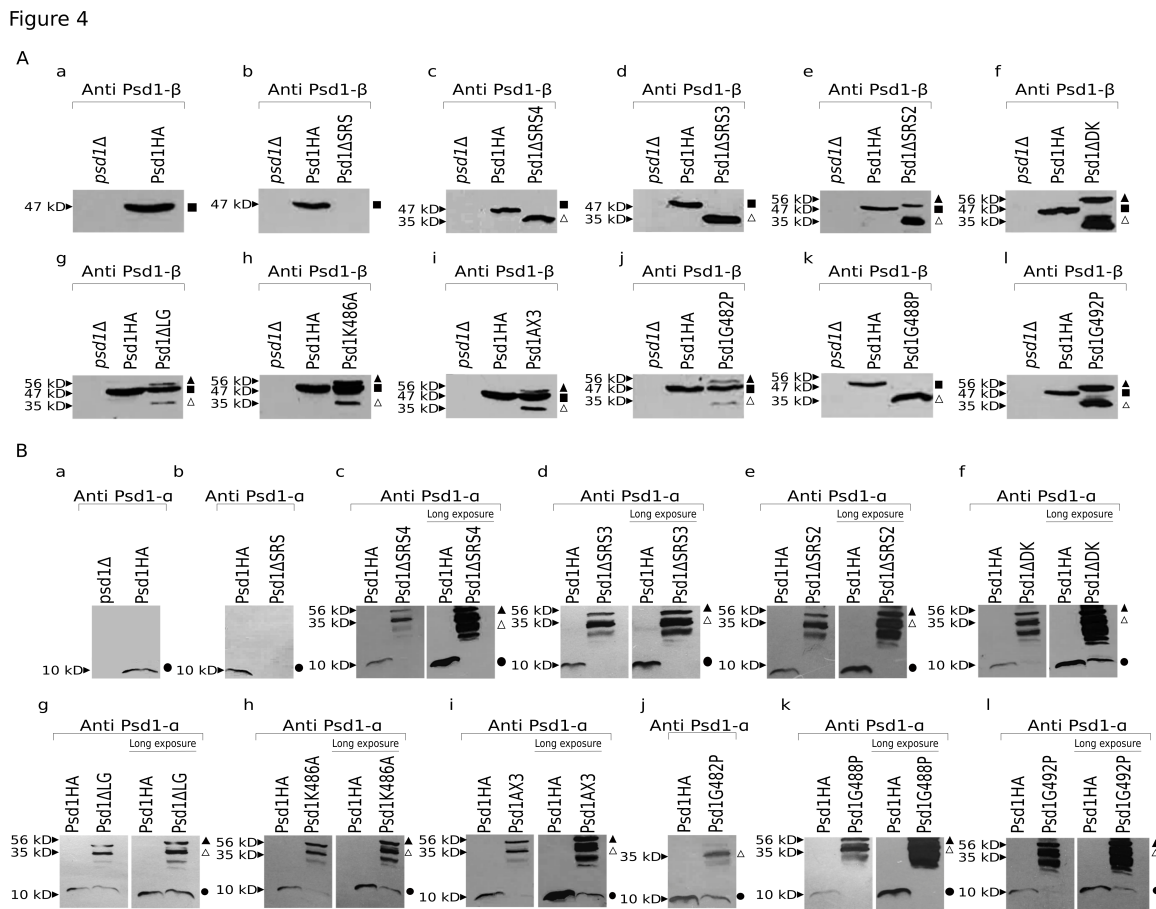 Figure 4
A
a b c d e f
Anti Psd1-β Anti Psd1-β Anti Psd1-β Anti Psd1-β Anti Psd1-β Anti Psd1-β
psd1Δ Psd1HA psd1Δ Psd1HA Psd1ΔSRS psd1Δ Psd1HA Psd1ΔSRS4 psd1Δ Psd1HA Psd1ΔSRS3 psd1Δ Psd1HA Psd1ΔSRS2 psd1Δ Psd1HA Psd1ΔDK
56 kD 56 kD
47 kD 47 kD 47 kD 47 kD 47 kD 47 kD
35 kD 35 kD 35 kD 35 kD
g h i j k l
Anti Psd1-β Anti Psd1-β Anti Psd1-β Anti Psd1-β Anti Psd1-β Anti Psd1-β
psd1Δ Psd1HA Psd1ΔLG psd1Δ Psd1HA Psd1K486A psd1Δ Psd1HA Psd1AX3 psd1Δ Psd1HA Psd1G482P psd1Δ Psd1HA Psd1G488P psd1Δ Psd1HA Psd1G492P
56 kD 56 kD 56 kD 56 kD 56 kD 56 kD
47 kD 47 kD 47 kD 47 kD 47 kD 47 kD
35 kD 35 kD 35 kD 35 kD 35 kD 35 kD
B
a b c d e f
Anti Psd1-α Anti Psd1-α Anti Psd1-α Anti Psd1-α Anti Psd1-α Anti Psd1-α
Long exposure Long exposure Long exposure Long exposure
psd1Δ Psd1HA Psd1HA Psd1ΔSRS Psd1HA Psd1ΔSRS4 Psd1HA Psd1ΔSRS4 Psd1HA Psd1ΔSRS3 Psd1HA Psd1ΔSRS3 Psd1HA Psd1ΔSRS2 Psd1HA Psd1ΔSRS2 Psd1HA Psd1ΔDK Psd1HA Psd1ΔDK
56 kD 56 kD 56 kD 56 kD
35 kD 35 kD 35 kD 35 kD
10 kD 10 kD 10 kD 10 kD 10 kD 10 kD
g h i j k l
Anti Psd1-α Anti Psd1-α Anti Psd1-α Anti Psd1-α Anti Psd1-α Anti Psd1-α
Long exposure Long exposure Long exposure Long exposure Long exposure
Psd1HA Psd1ΔLG Psd1HA Psd1ΔLG Psd1HA Psd1K486A Psd1HA Psd1K486A Psd1HA Psd1AX3 Psd1HA Psd1AX3 Psd1HA Psd1G482P Psd1HA Psd1G488P Psd1HA Psd1G488P Psd1HA Psd1G492P Psd1HA Psd1G492P
56 kD 56 kD 56 kD 56 kD 56 kD
35 kD 35 kD 35 kD 35 kD 35 kD 35 kD
10 kD 10 kD 10 kD 10 kD 10 kD 10 kD